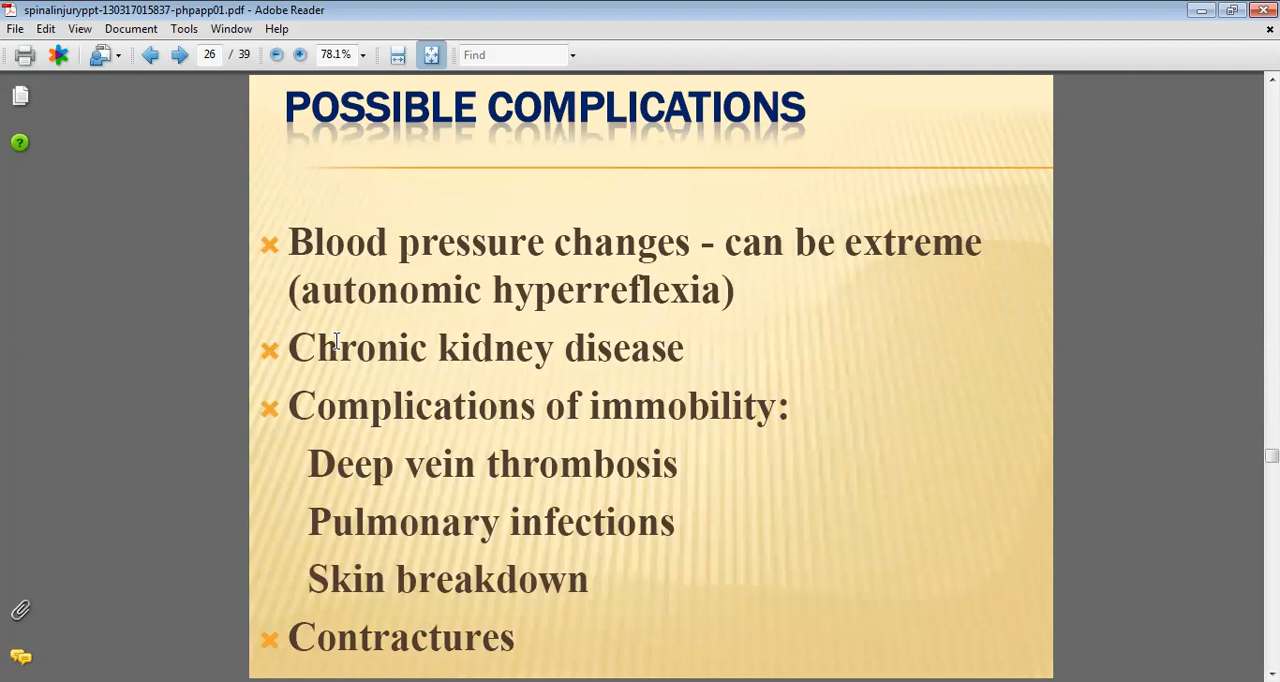 spinalinjuryppt-130317015837-phpapp01.pdf - Adobe Reader
File Edit View Document Tools Window Help
26 / 39 78.1% Find
POSSIBLE COMPLICATIONS
Blood pressure changes - can be extreme
(autonomic hyperreflexia)
Chronic kidney disease
Complications of immobility:
Deep vein thrombosis
Pulmonary infections
Skin breakdown
Contractures